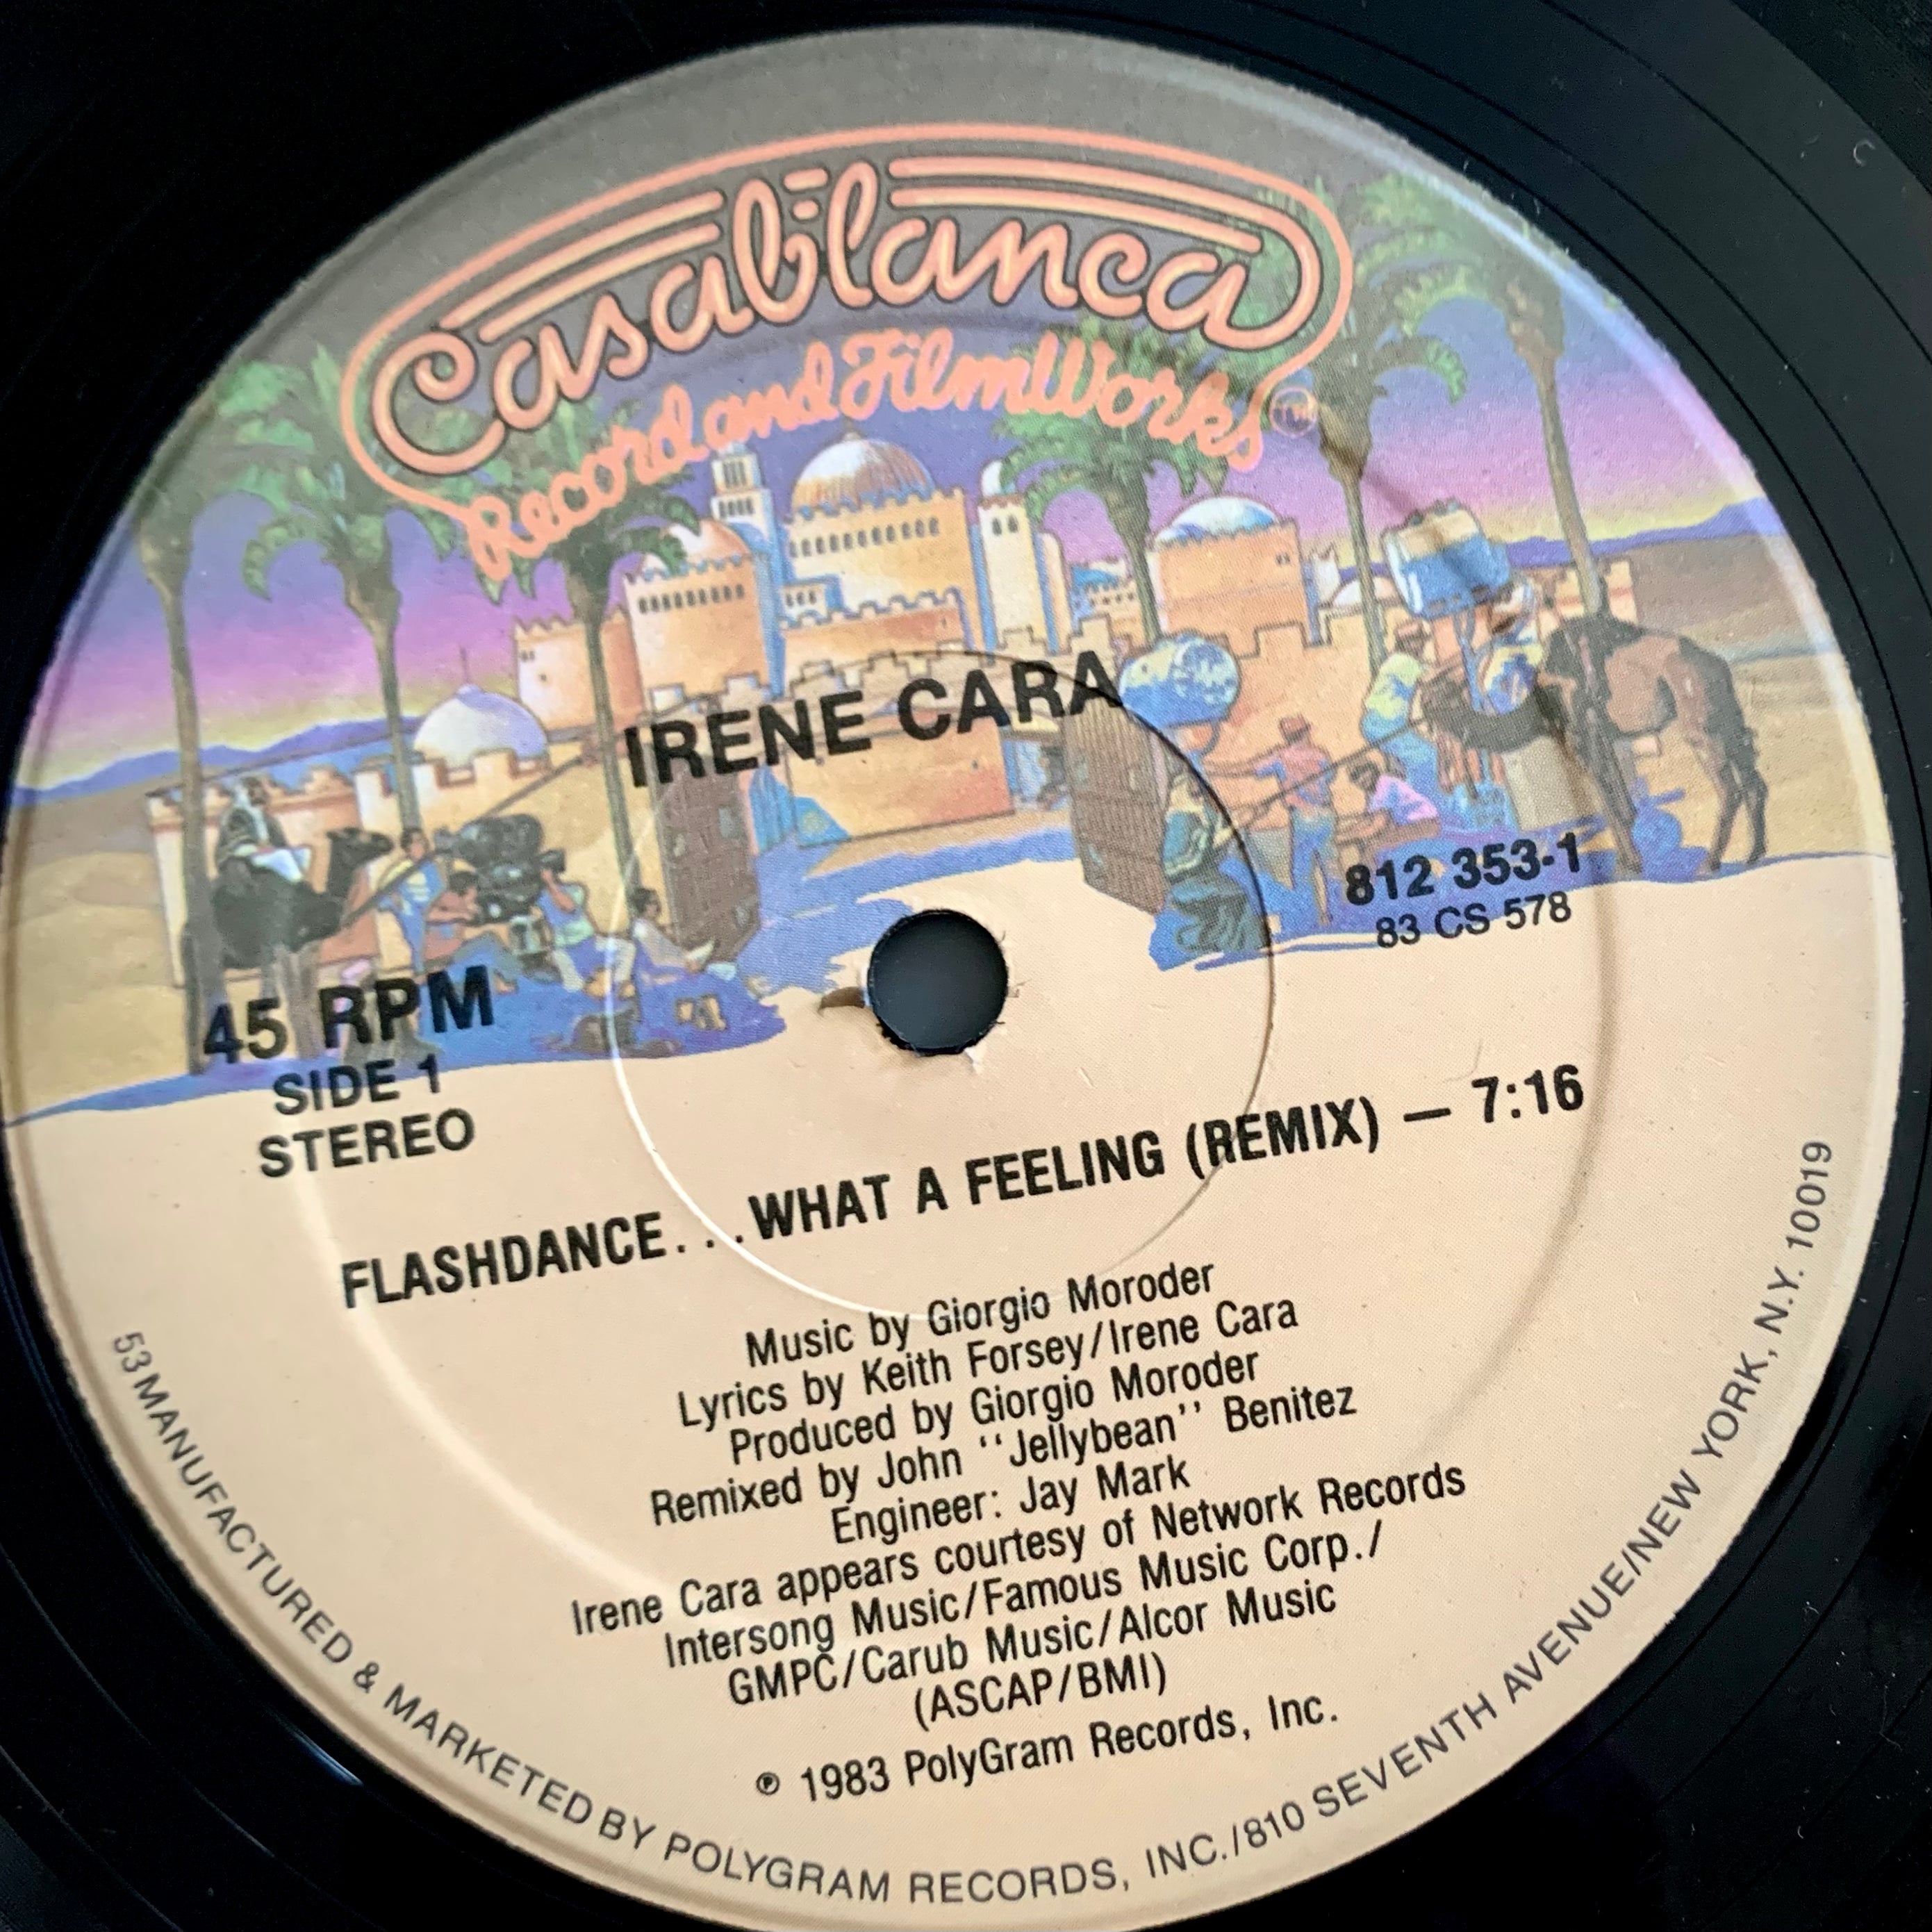 Casablanca
Record and FilmWorks
TM
IRENE CARA
812 353-1
83 CS 578
45 RPM
SIDE 1
STEREO
FLASHDANCE. . .WHAT A FEELING (REMIX) — 7:16
Music by Giorgio Moroder
Lyrics by Keith Forsey/Irene Cara
Produced by Giorgio Moroder
Remixed by John ‘‘Jellybean’’ Benitez
Engineer: Jay Mark
Irene Cara appears courtesy of Network Records
Intersong Music/Famous Music Corp./
GMPC/Carub Music/Alcor Music
(ASCAP/BMI)
℗ 1983 PolyGram Records, Inc.
53 MANUFACTURED & MARKETED BY POLYGRAM RECORDS, INC./810 SEVENTH AVENUE/NEW YORK, N.Y. 10019